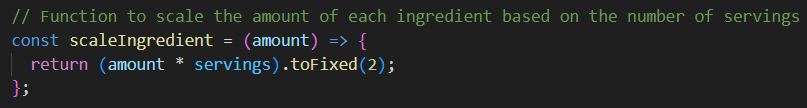 // Function to scale the amount of each ingredient based on the number of servings
const scaleIngredient = (amount) => {
  return (amount * servings).toFixed(2);
};